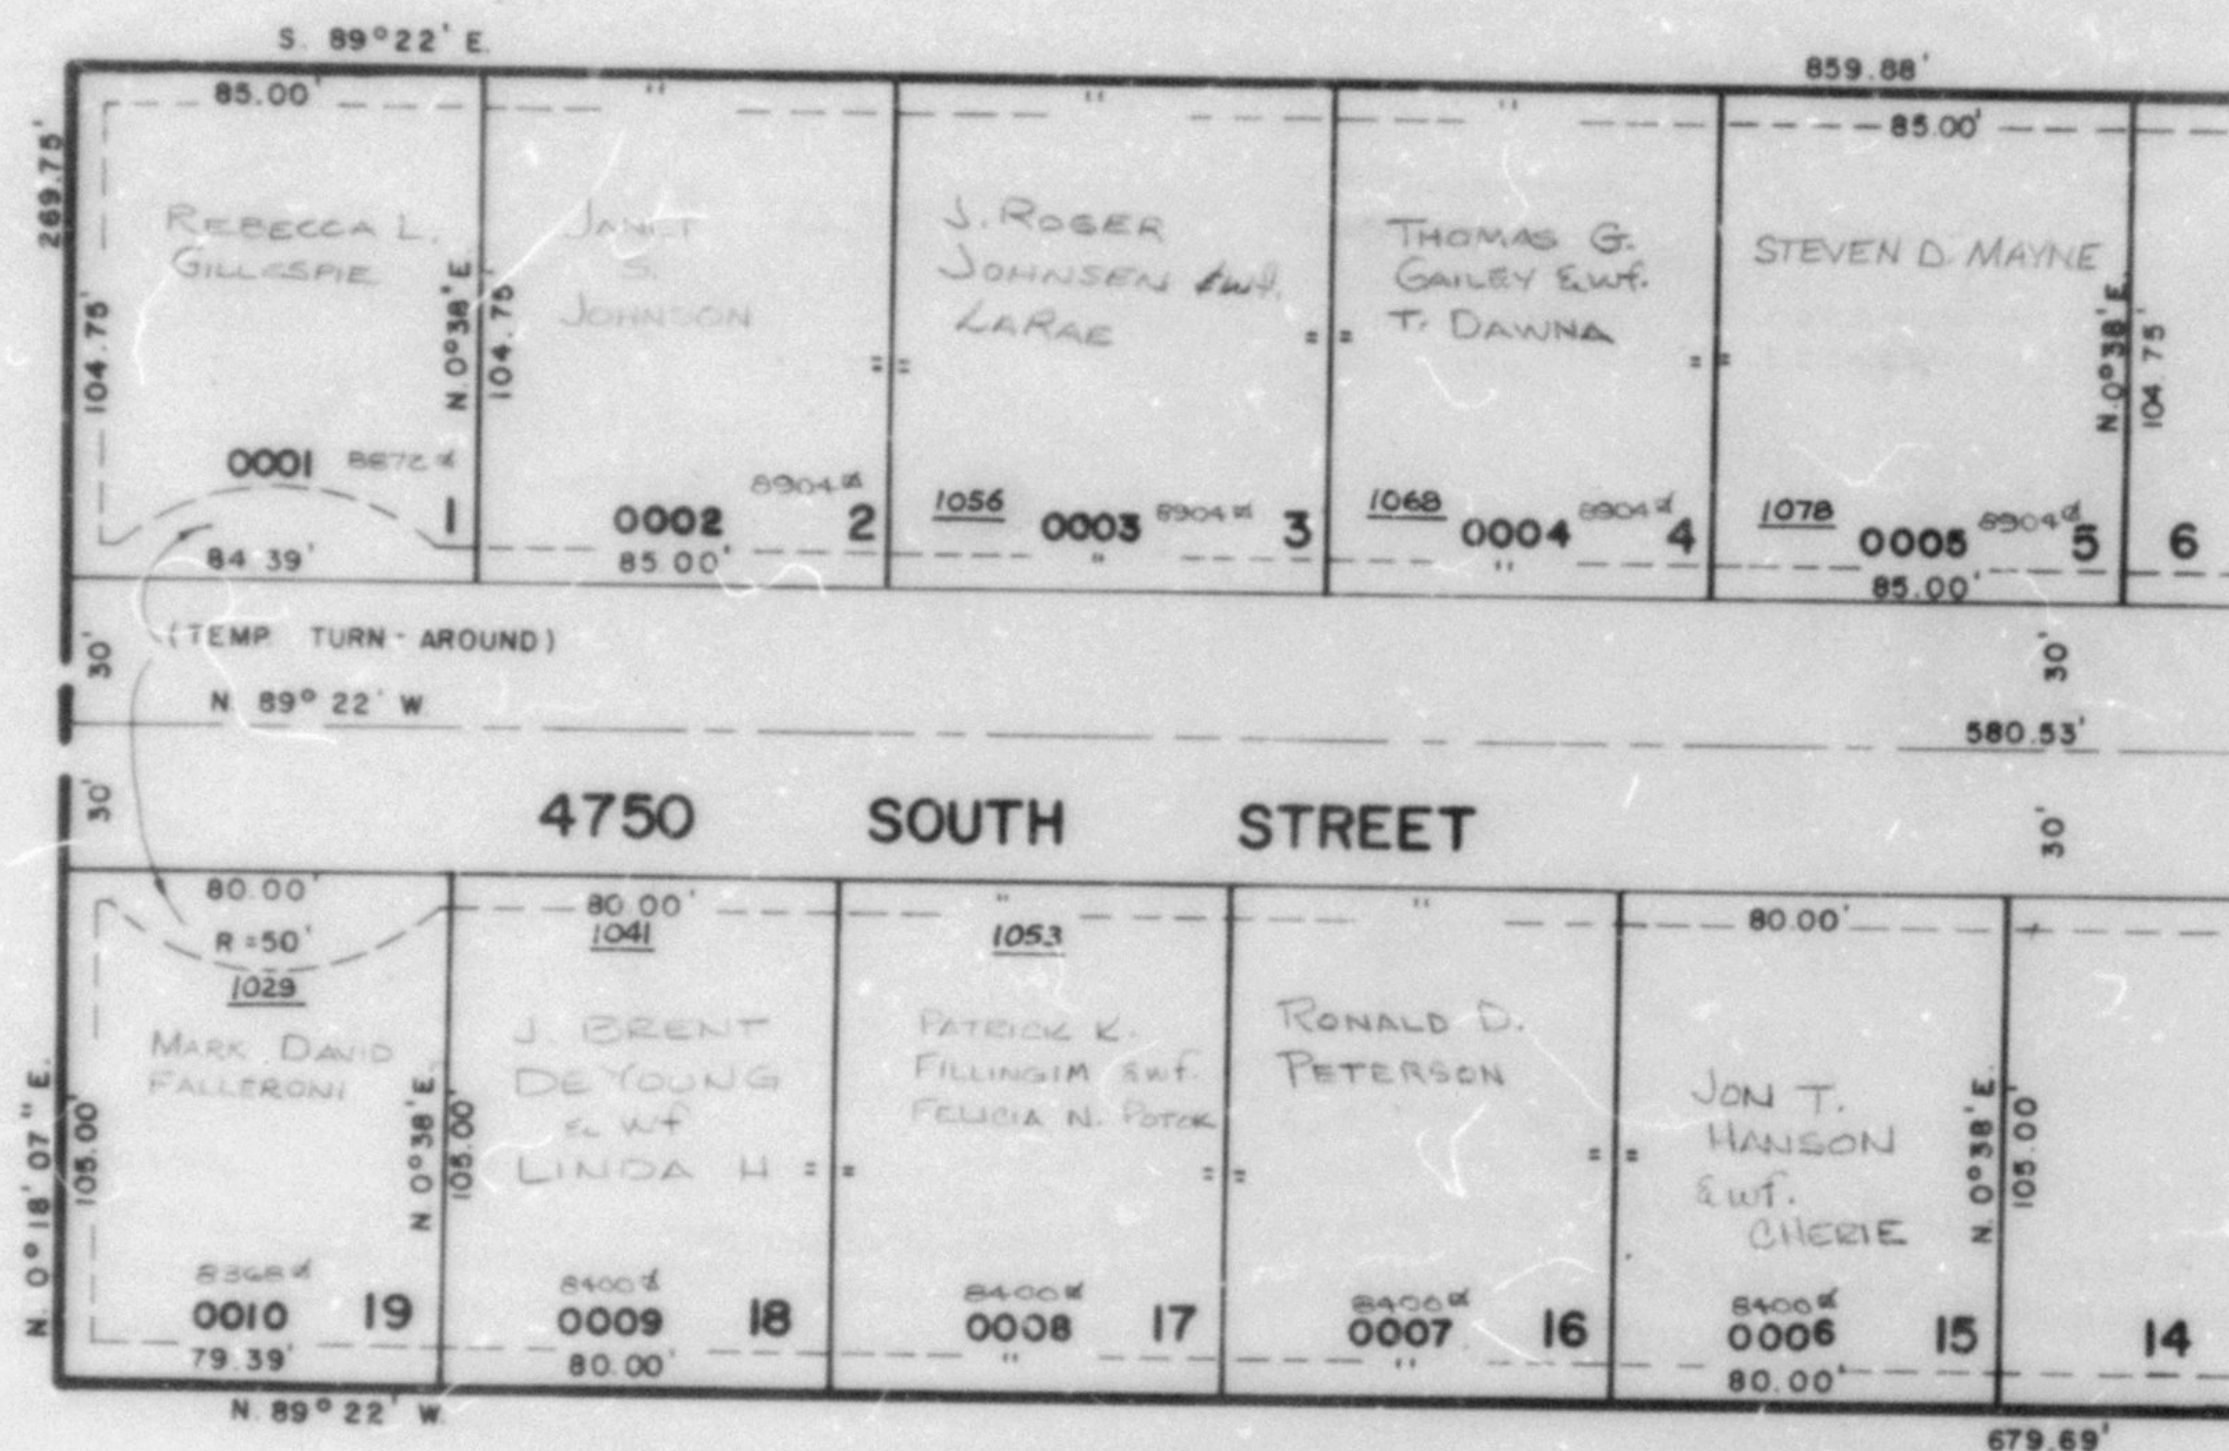 S. 89°22' E.
859.88'
85.00' " " " 85.00'
269.75'
104.75'
REBECCA L.
GILLESPIE
N. 0°38' E.
104.75'
0001 8872
1
84.39'
JANET
S.
JOHNSON
" "
8904
0002 2
85.00'
J. ROGER
JOHNSEN &wf.
LARAE
" "
1056 0003 8904 3
"
THOMAS G.
GAILEY & wf.
T. DAWNA
" "
1068 0004 8904 4
"
STEVEN D. MAYNE
N. 0°38' E.
104.75'
1078 0005 8904 5
85.00'
6
(TEMP. TURN-AROUND)
30' 30'
N. 89° 22' W.
580.53'
30' 30'
4750 SOUTH STREET
80.00'
R=50'
1029
MARK DAVID
FALLERONI
N. 0°18'07" E.
105.00'
N 0°38' E.
105.00'
8368
0010 19
79.39'
80.00'
1041
J. BRENT
DE YOUNG
& wf
LINDA H
" "
8400
0009 18
80.00'
"
1053
PATRICK K.
FILLINGIM & wf.
FELICIA N. POTOK
" "
8400
0008 17
"
"
RONALD D.
PETERSON
" "
8400
0007 16
"
80.00'
JON T.
HANSON
& wf.
CHERIE
N. 0°38' E.
105.00'
8400
0006 15
80.00'
14
N. 89° 22' W.
679.69'